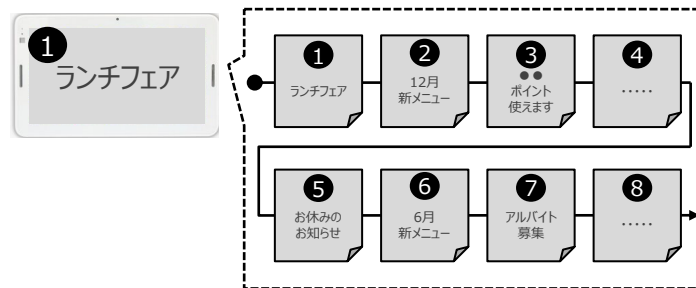 1
ランチフェア
1
ランチフェア
2
12月
新メニュー
3
●●
ポイント
使えます
4
.....
5
お休みの
お知らせ
6
6月
新メニュー
7
アルバイト
募集
8
.....